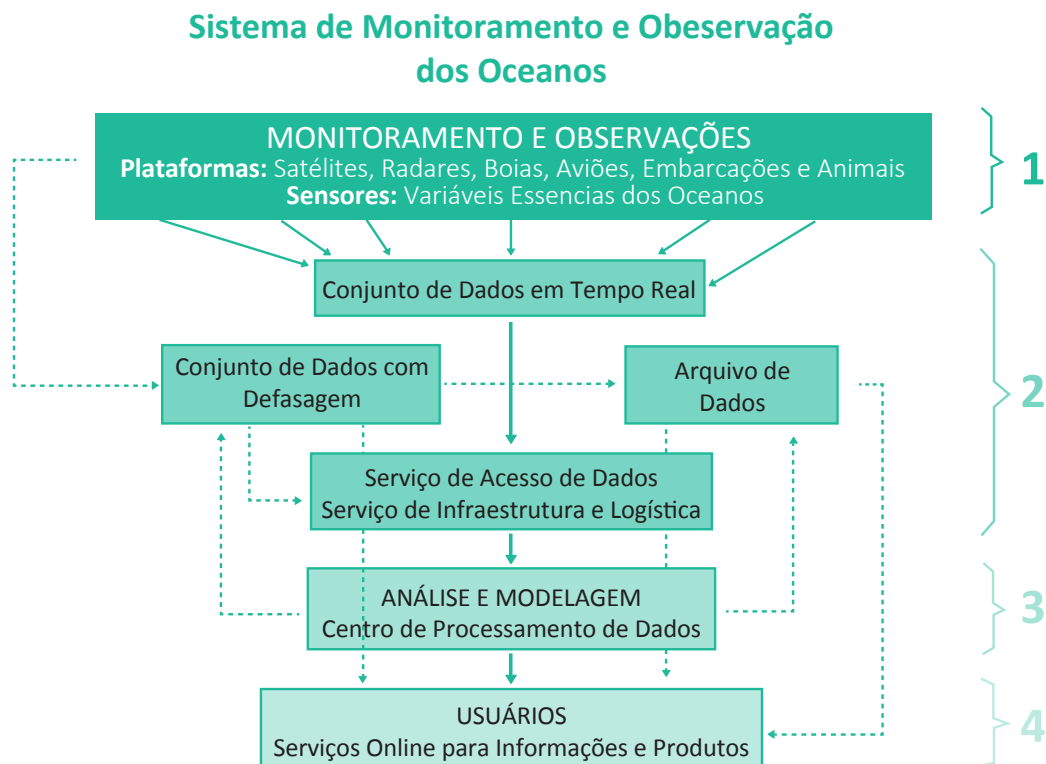 Sistema de Monitoramento e Obeservação
dos Oceanos
MONITORAMENTO E OBSERVAÇÕES
Plataformas: Satélites, Radares, Boias, Aviões, Embarcações e Animais
Sensores: Variáveis Essencias dos Oceanos
1
Conjunto de Dados em Tempo Real
Conjunto de Dados com
Defasagem
Arquivo de
Dados
2
Serviço de Acesso de Dados
Serviço de Infraestrutura e Logística
ANÁLISE E MODELAGEM
Centro de Processamento de Dados
3
USUÁRIOS
Serviços Online para Informações e Produtos
4